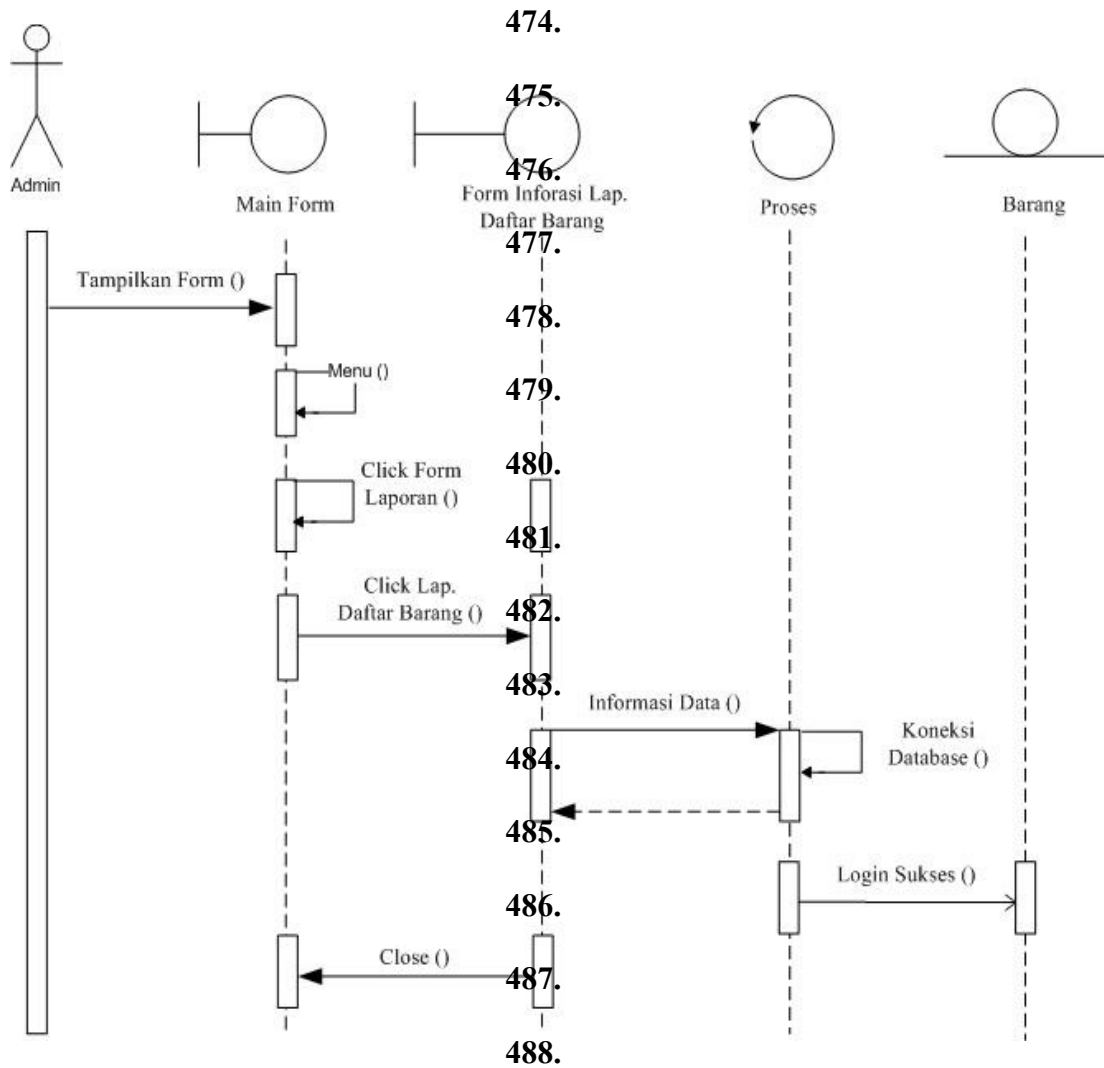 474.
475.
476.
Admin
Main Form
Form Inforasi Lap.
Daftar Barang
Proses
Barang
477.
Tampilkan Form ()
478.
Menu ()
479.
480.
Click Form
Laporan ()
481.
Click Lap.
Daftar Barang ()
482.
483.
Informasi Data ()
Koneksi
Database ()
484.
485.
Login Sukses ()
486.
Close ()
487.
488.